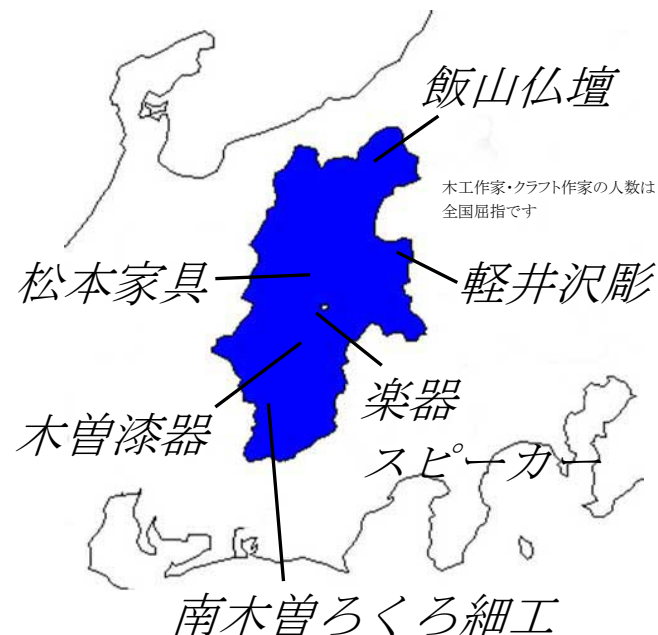 飯山仏壇
木工作家・クラフト作家の人数は
全国屈指です
松本家具
軽井沢彫
楽器
木曽漆器
スピーカー
南木曽ろくろ細工